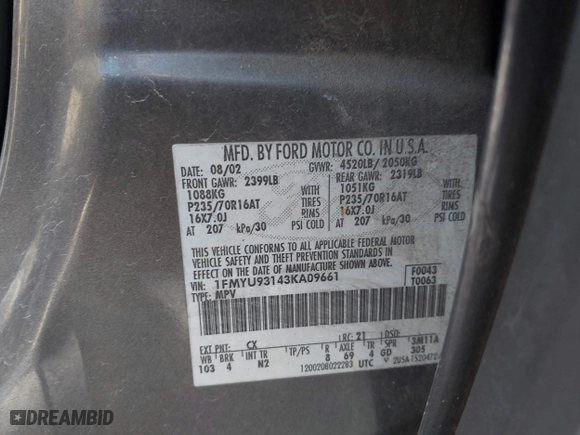 MFD. BY FORD MOTOR CO. IN U.S.A.
DATE: 08/02 GVWR: 4520LB/ 2050KG
FRONT GAWR: 2399LB REAR GAWR: 2319LB
1088KG WITH 1051KG WITH
P235/70R16AT TIRES P235/70R16AT TIRES
16X7.0J RIMS 16X7.0J RIMS
AT 207 kPa/30 PSI COLD AT 207 kPa/30 PSI COLD
THIS VEHICLE CONFORMS TO ALL APPLICABLE FEDERAL MOTOR
VEHICLE SAFETY AND THEFT PREVENTION STANDARDS IN
EFFECT ON THE DATE OF MANUFACTURE SHOWN ABOVE.
VIN: 1FMYU93143KA09661 F0043
TYPE: MPV T0063
EXT PNT: CX RC: 21 DSO:
WB BRK INT TR TP/PS R AXLE TR SPR 3M11A
103 4 N2 8 69 4 GD 305
1200208022283 UTC
DREAMBID